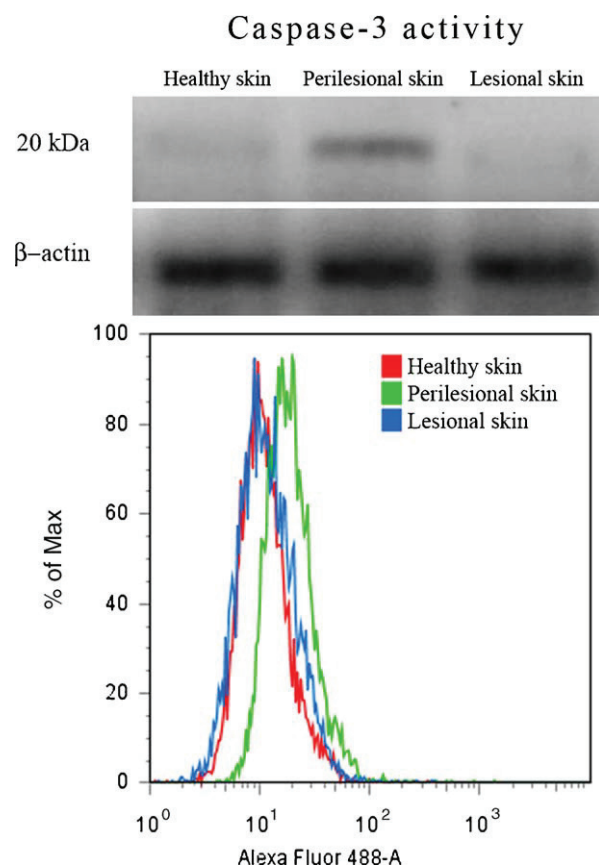 Caspase-3 activity
Healthy skin Perilesional skin Lesional skin
20 kDa
β–actin
100
80
60
40
20
0
% of Max
Healthy skin
Perilesional skin
Lesional skin
10⁰ 10¹ 10² 10³
Alexa Fluor 488-A